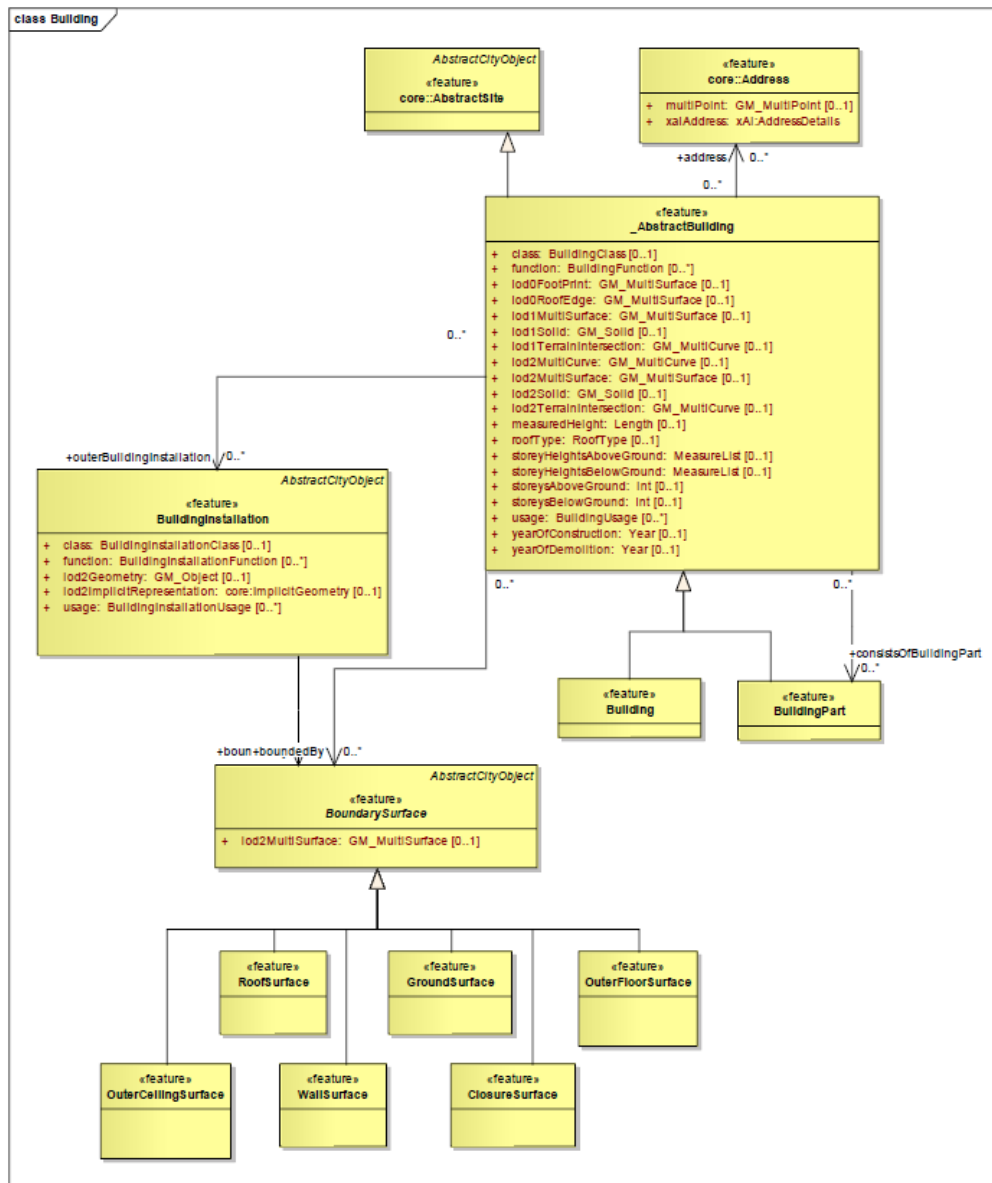 class Building
AbstractCityObject
«feature»
core::AbstractSite
«feature»
core::Address
+ multiPoint: GM_MultiPoint [0..1]
+ xalAddress: xAl:AddressDetails
+address
0..*
0..*
«feature»
_AbstractBuilding
+ class: BuildingClass [0..1]
+ function: BuildingFunction [0..*]
+ lod0FootPrint: GM_MultiSurface [0..1]
+ lod0RoofEdge: GM_MultiSurface [0..1]
+ lod1MultiSurface: GM_MultiSurface [0..1]
+ lod1Solid: GM_Solid [0..1]
+ lod1TerrainIntersection: GM_MultiCurve [0..1]
+ lod2MultiCurve: GM_MultiCurve [0..1]
+ lod2MultiSurface: GM_MultiSurface [0..1]
+ lod2Solid: GM_Solid [0..1]
+ lod2TerrainIntersection: GM_MultiCurve [0..1]
+ measuredHeight: Length [0..1]
+ roofType: RoofType [0..1]
+ storeyHeightsAboveGround: MeasureList [0..1]
+ storeyHeightsBelowGround: MeasureList [0..1]
+ storeysAboveGround: Int [0..1]
+ storeysBelowGround: Int [0..1]
+ usage: BuildingUsage [0..*]
+ yearOfConstruction: Year [0..1]
+ yearOfDemolition: Year [0..1]
0..*
+outerBuildingInstallation
0..*
AbstractCityObject
«feature»
BuildingInstallation
+ class: BuildingInstallationClass [0..1]
+ function: BuildingInstallationFunction [0..*]
+ lod2Geometry: GM_Object [0..1]
+ lod2ImplicitRepresentation: core:ImplicitGeometry [0..1]
+ usage: BuildingInstallationUsage [0..*]
0..*
0..*
+consistsOfBuildingPart
0..*
«feature»
Building
«feature»
BuildingPart
+boun
+boundedBy
0..*
AbstractCityObject
«feature»
BoundarySurface
+ lod2MultiSurface: GM_MultiSurface [0..1]
«feature»
RoofSurface
«feature»
GroundSurface
«feature»
OuterFloorSurface
«feature»
OuterCeilingSurface
«feature»
WallSurface
«feature»
ClosureSurface